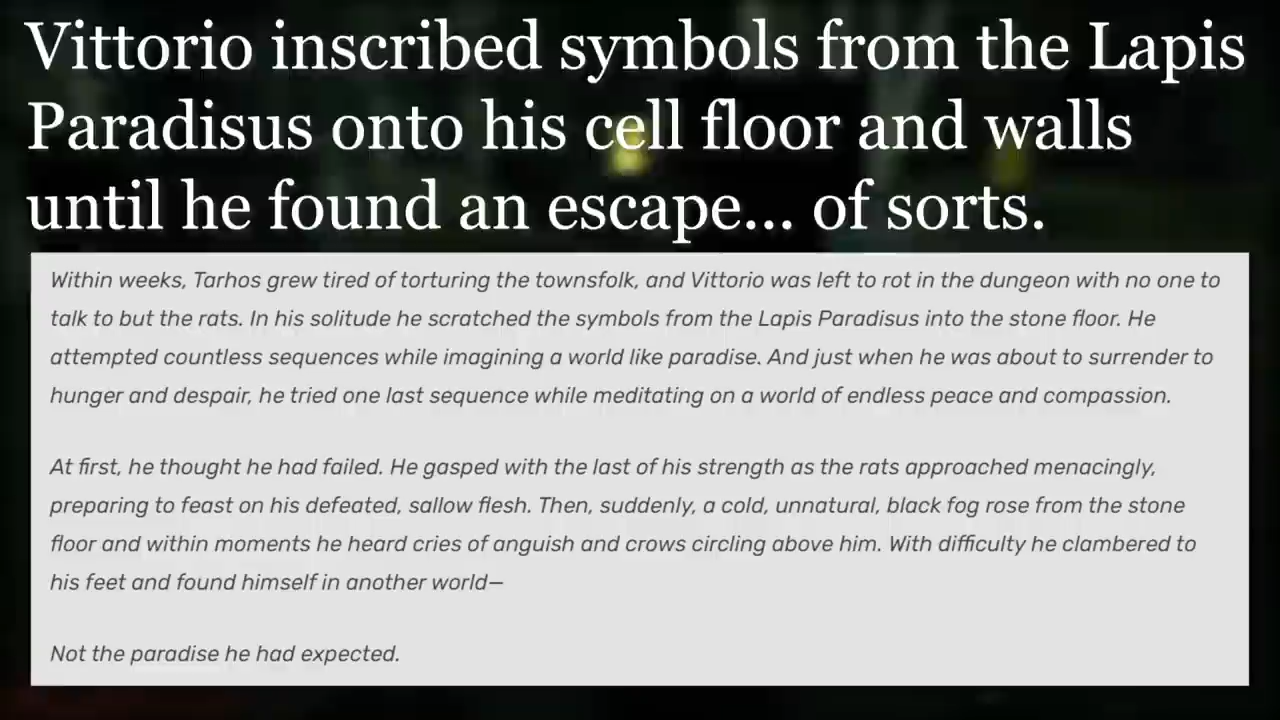 Vittorio inscribed symbols from the Lapis
Paradisus onto his cell floor and walls
until he found an escape... of sorts.
Within weeks, Tarhos grew tired of torturing the townsfolk, and Vittorio was left to rot in the dungeon with no one to
talk to but the rats. In his solitude he scratched the symbols from the Lapis Paradisus into the stone floor. He
attempted countless sequences while imagining a world like paradise. And just when he was about to surrender to
hunger and despair, he tried one last sequence while meditating on a world of endless peace and compassion.
At first, he thought he had failed. He gasped with the last of his strength as the rats approached menacingly,
preparing to feast on his defeated, sallow flesh. Then, suddenly, a cold, unnatural, black fog rose from the stone
floor and within moments he heard cries of anguish and crows circling above him. With difficulty he clambered to
his feet and found himself in another world—
Not the paradise he had expected.